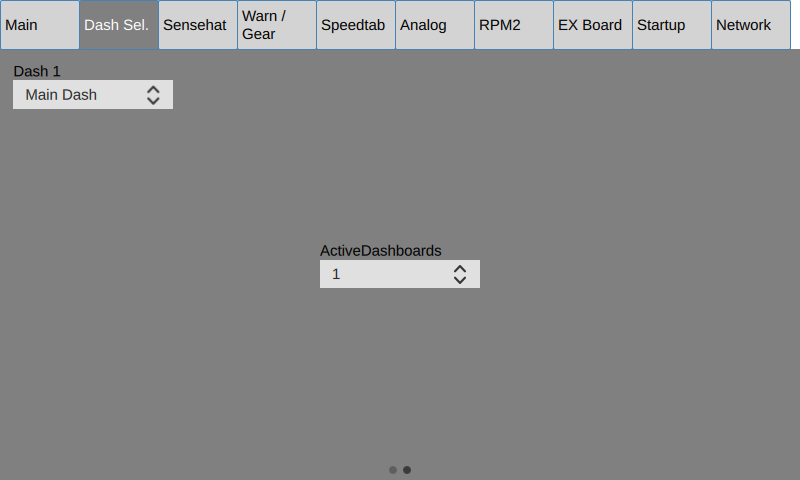 Main
Dash Sel.
Sensehat
Warn /
Gear
Speedtab
Analog
RPM2
EX Board
Startup
Network
Dash 1
Main Dash
ActiveDashboards
1